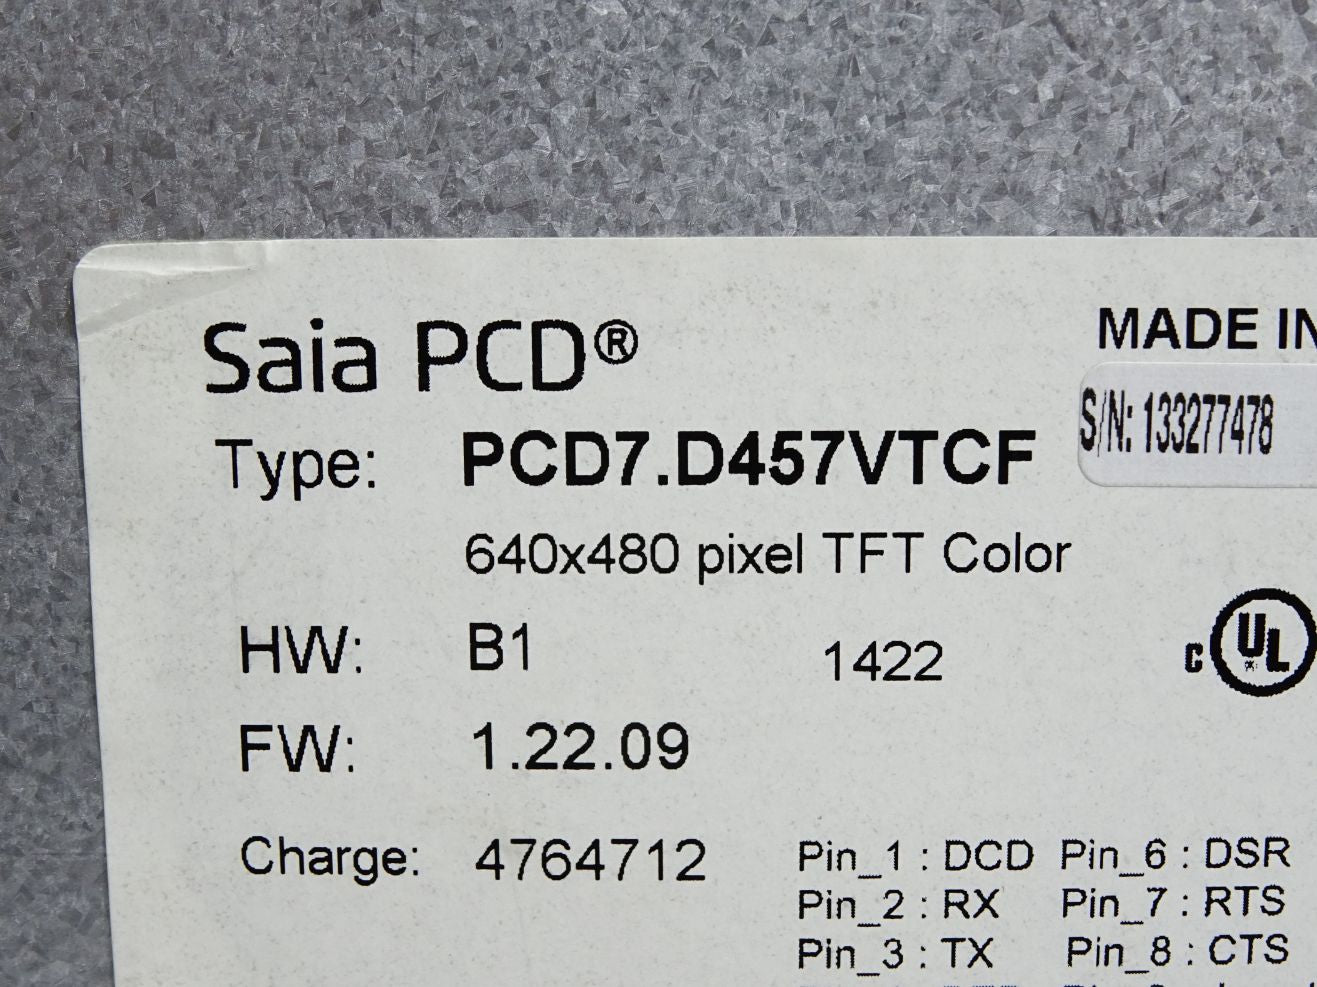 Saia PCD®
MADE IN
Type: PCD7.D457VTCF
S/N: 133277478
640x480 pixel TFT Color
HW: B1 1422
c UL
FW: 1.22.09
Charge: 4764712
Pin_1 : DCD Pin_6 : DSR
Pin_2 : RX Pin_7 : RTS
Pin_3 : TX Pin_8 : CTS